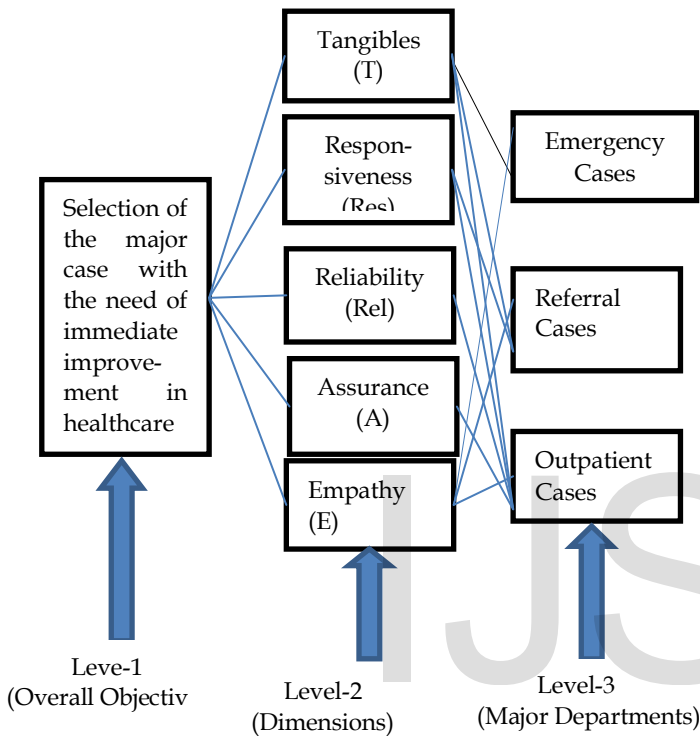 Tangibles
(T)
Respon-
siveness
(Res)
Reliability
(Rel)
Assurance
(A)
Empathy
(E)
Selection of
the major
case with
the need of
immediate
improve-
ment in
healthcare
Emergency
Cases
Referral
Cases
Outpatient
Cases
IJS
Leve-1
(Overall Objectiv
Level-2
(Dimensions)
Level-3
(Major Departments)